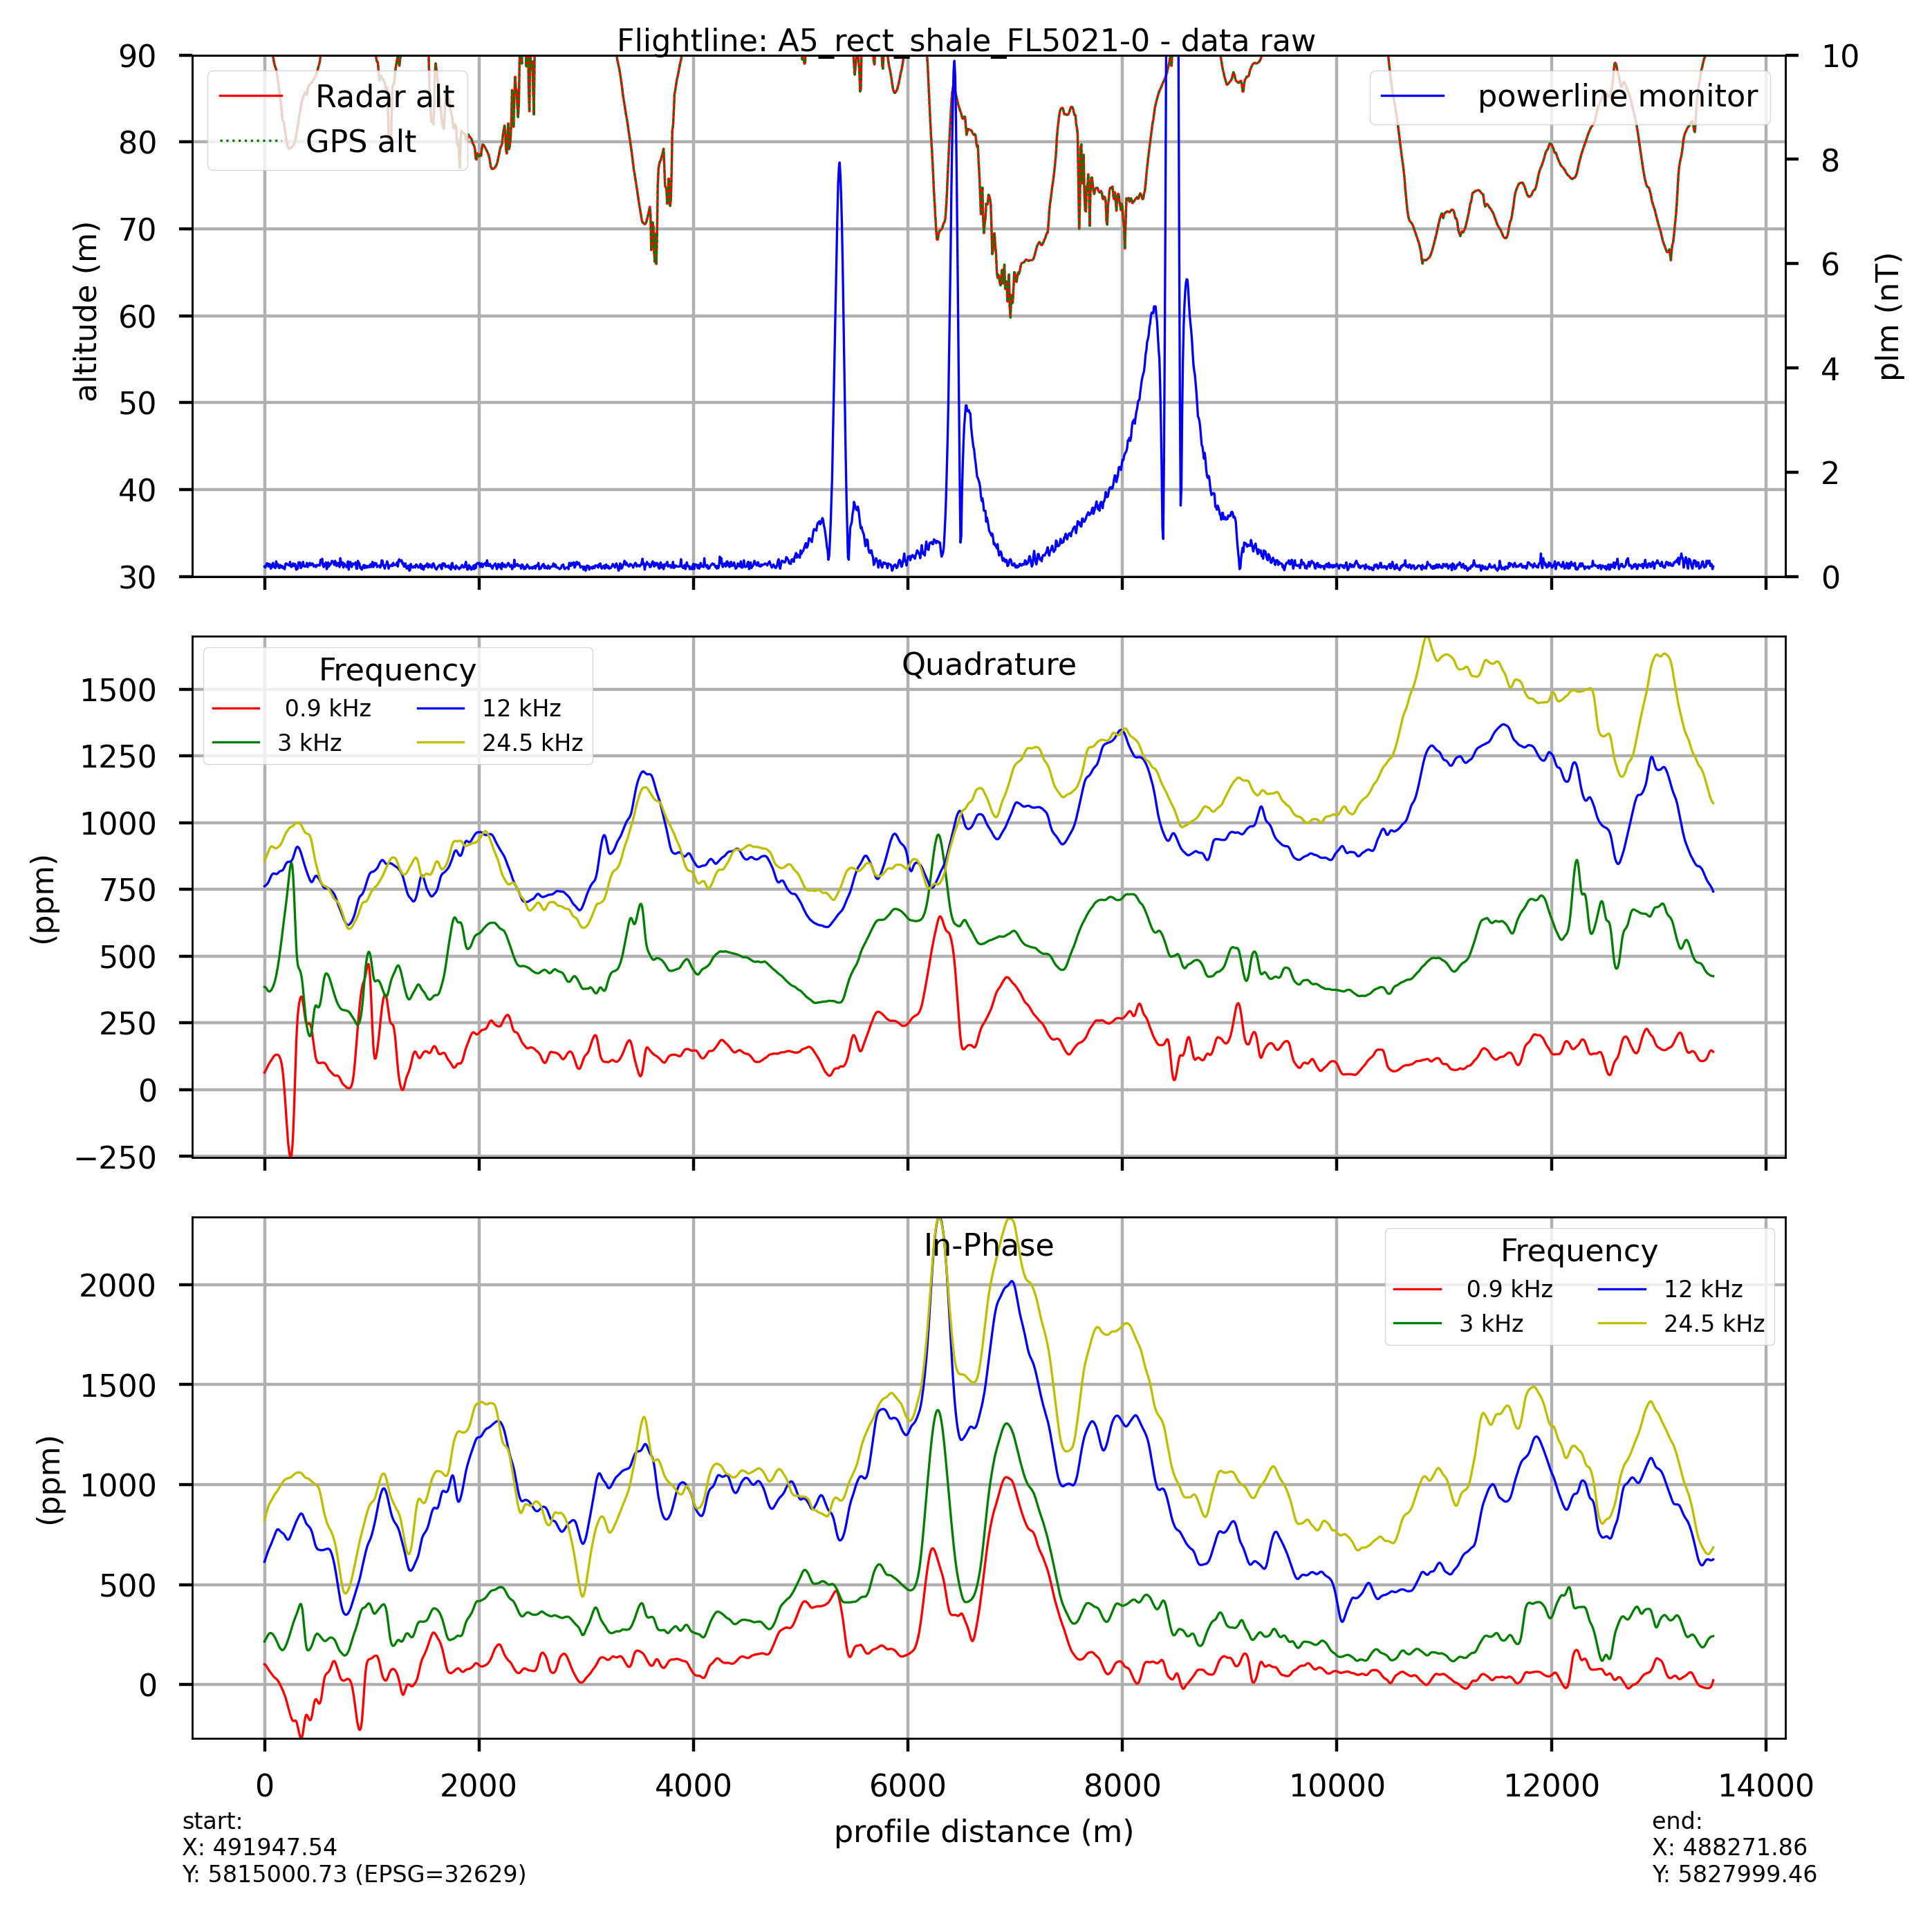 Flightline: A5_rect_shale_FL5021-0 - data raw
90
80
70
60
50
40
30
altitude (m)
Radar alt
GPS alt
powerline monitor
10
8
6
4
2
0
plm (nT)
Quadrature
Frequency
0.9 kHz
3 kHz
12 kHz
24.5 kHz
1500
1250
1000
750
500
250
0
−250
(ppm)
In-Phase
Frequency
0.9 kHz
3 kHz
12 kHz
24.5 kHz
2000
1500
1000
500
0
(ppm)
0 2000 4000 6000 8000 10000 12000 14000
profile distance (m)
start:
X: 491947.54
Y: 5815000.73 (EPSG=32629)
end:
X: 488271.86
Y: 5827999.46